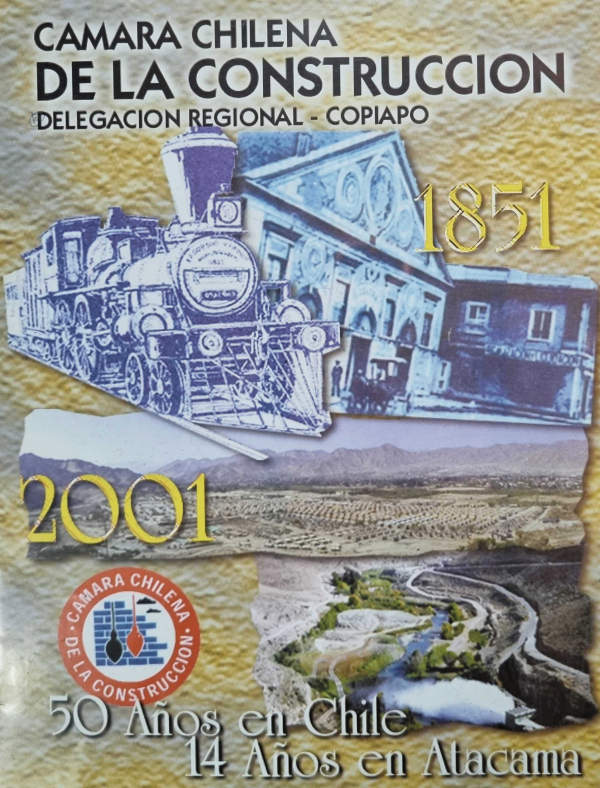 CAMARA CHILENA
DE LA CONSTRUCCION
DELEGACION REGIONAL - COPIAPO
1851
2001
CAMARA CHILENA
DE LA CONSTRUCCION
50 Años en Chile
14 Años en Atacama